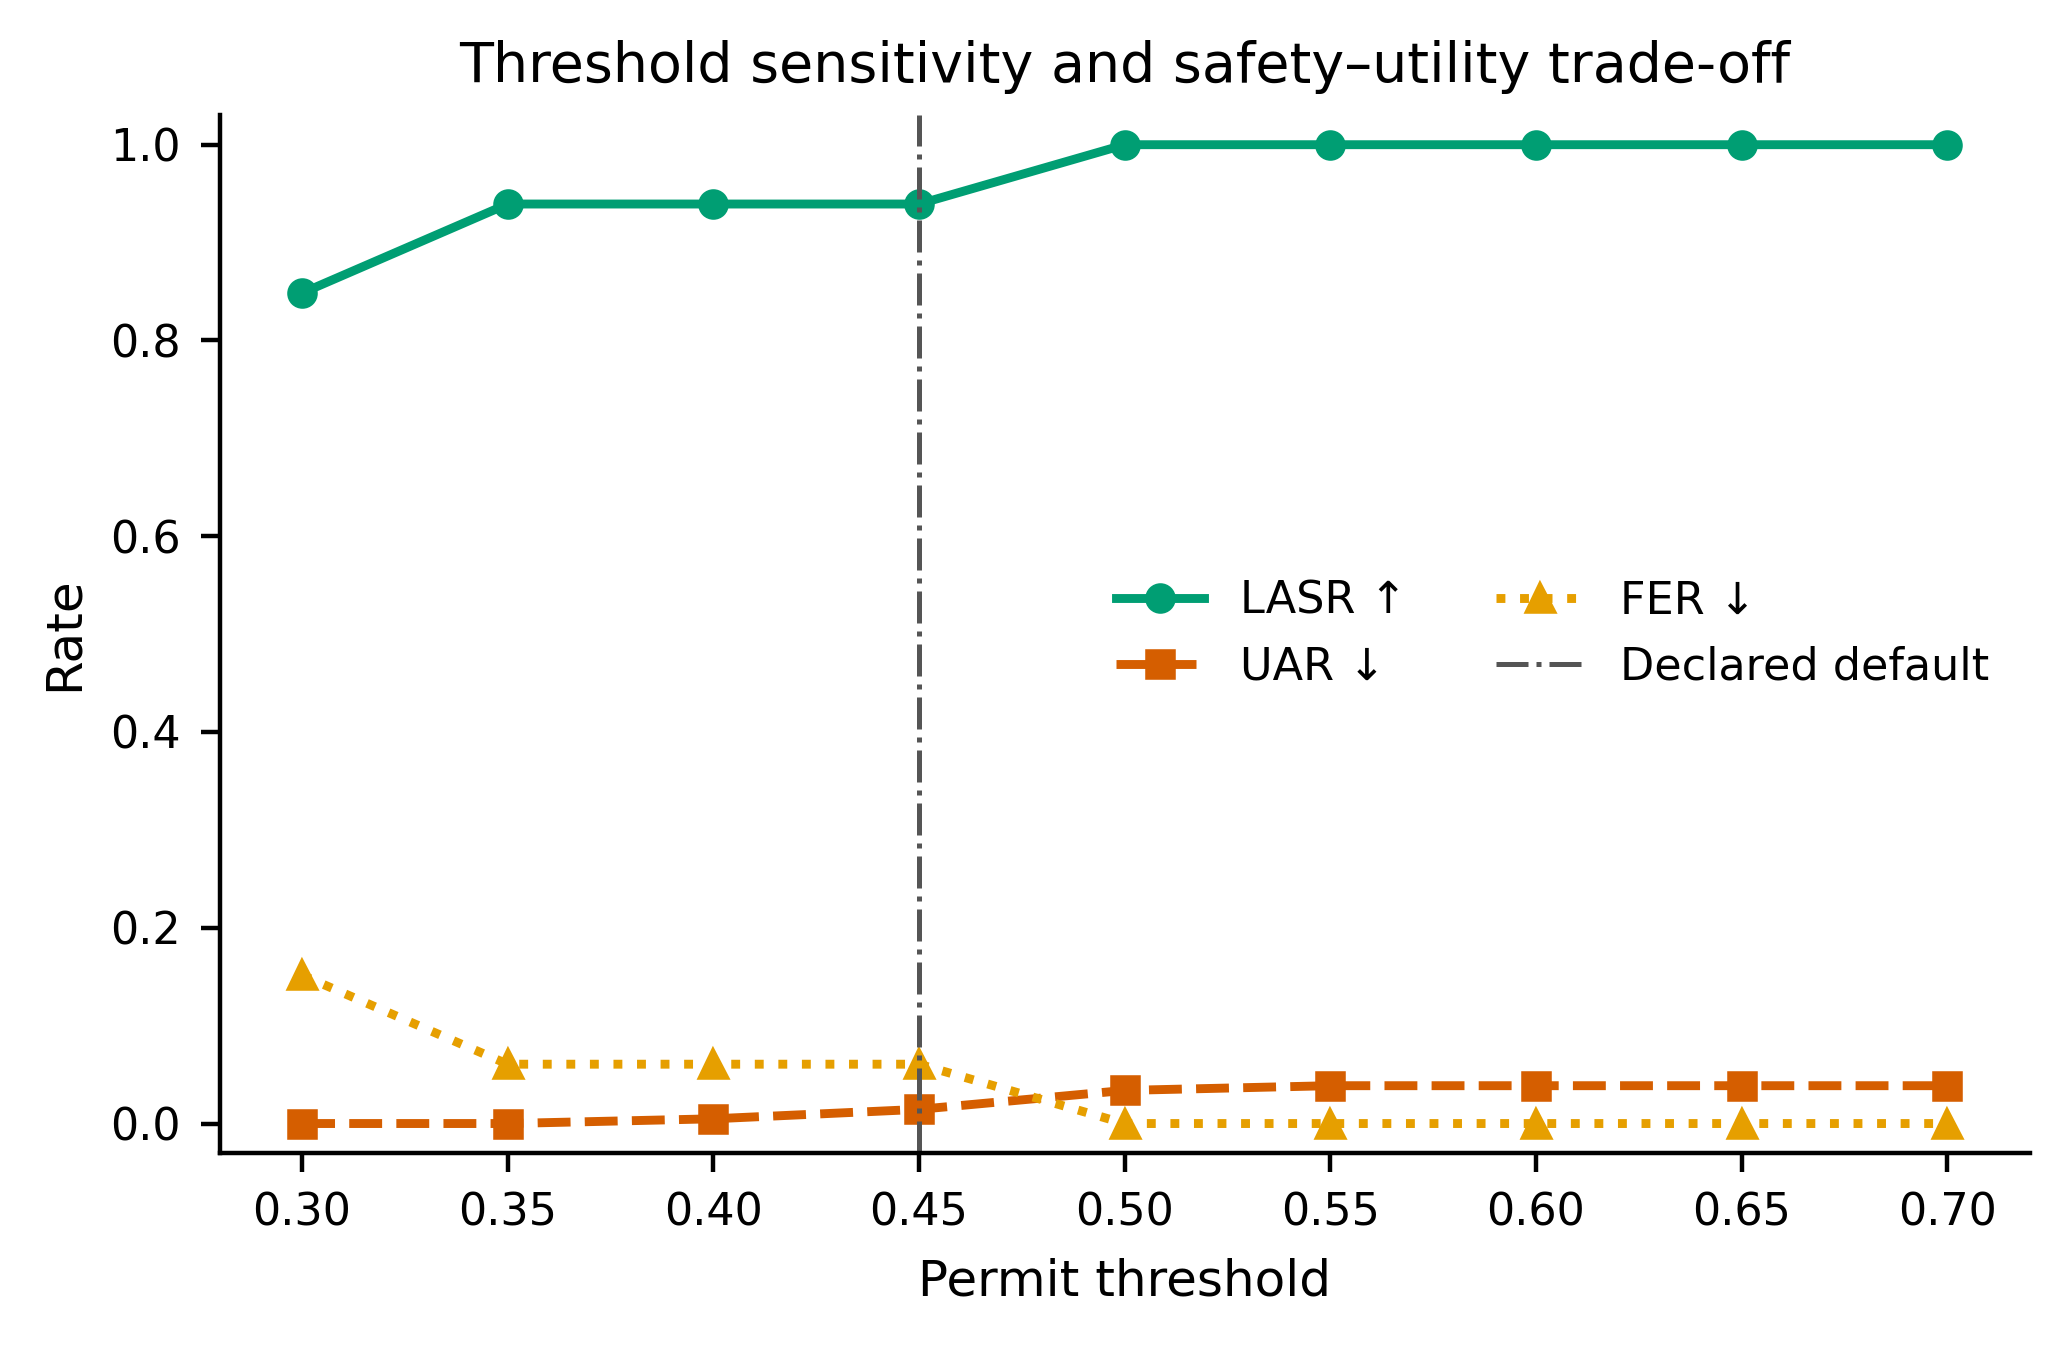 Threshold sensitivity and safety–utility trade-off
1.0
0.8
0.6
0.4
0.2
0.0
Rate
LASR ↑
UAR ↓
FER ↓
Declared default
0.30 0.35 0.40 0.45 0.50 0.55 0.60 0.65 0.70
Permit threshold